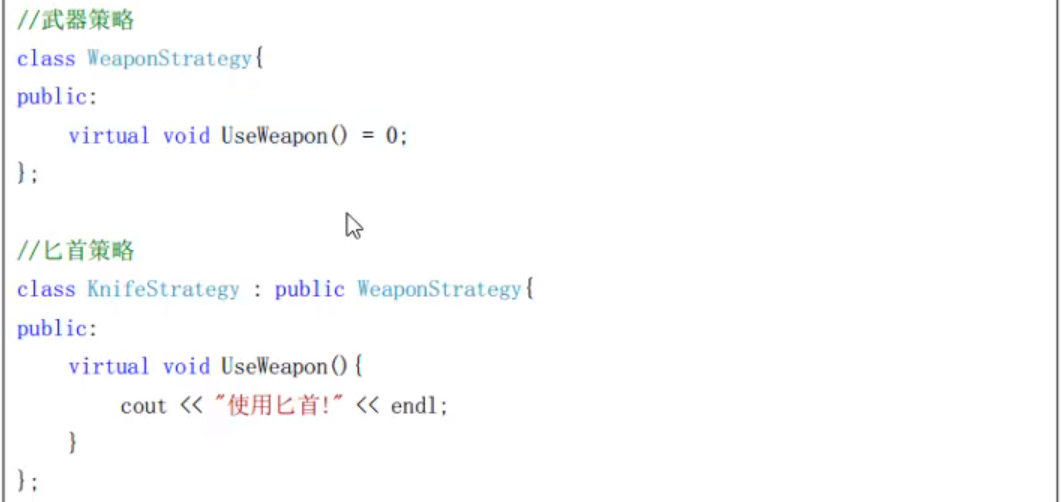 //武器策略
class WeaponStrategy{
public:
    virtual void UseWeapon() = 0;
};
//匕首策略
class KnifeStrategy : public WeaponStrategy{
public:
    virtual void UseWeapon(){
        cout << "使用匕首!" << endl;
    }
};